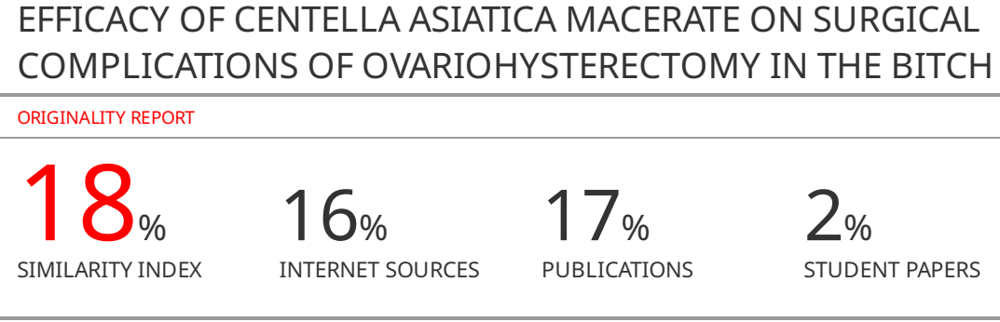 EFFICACY OF CENTELLA ASIATICA MACERATE ON SURGICAL
COMPLICATIONS OF OVARIOHYSTERECTOMY IN THE BITCH
ORIGINALITY REPORT
18% 16% 17% 2%
SIMILARITY INDEX INTERNET SOURCES PUBLICATIONS STUDENT PAPERS